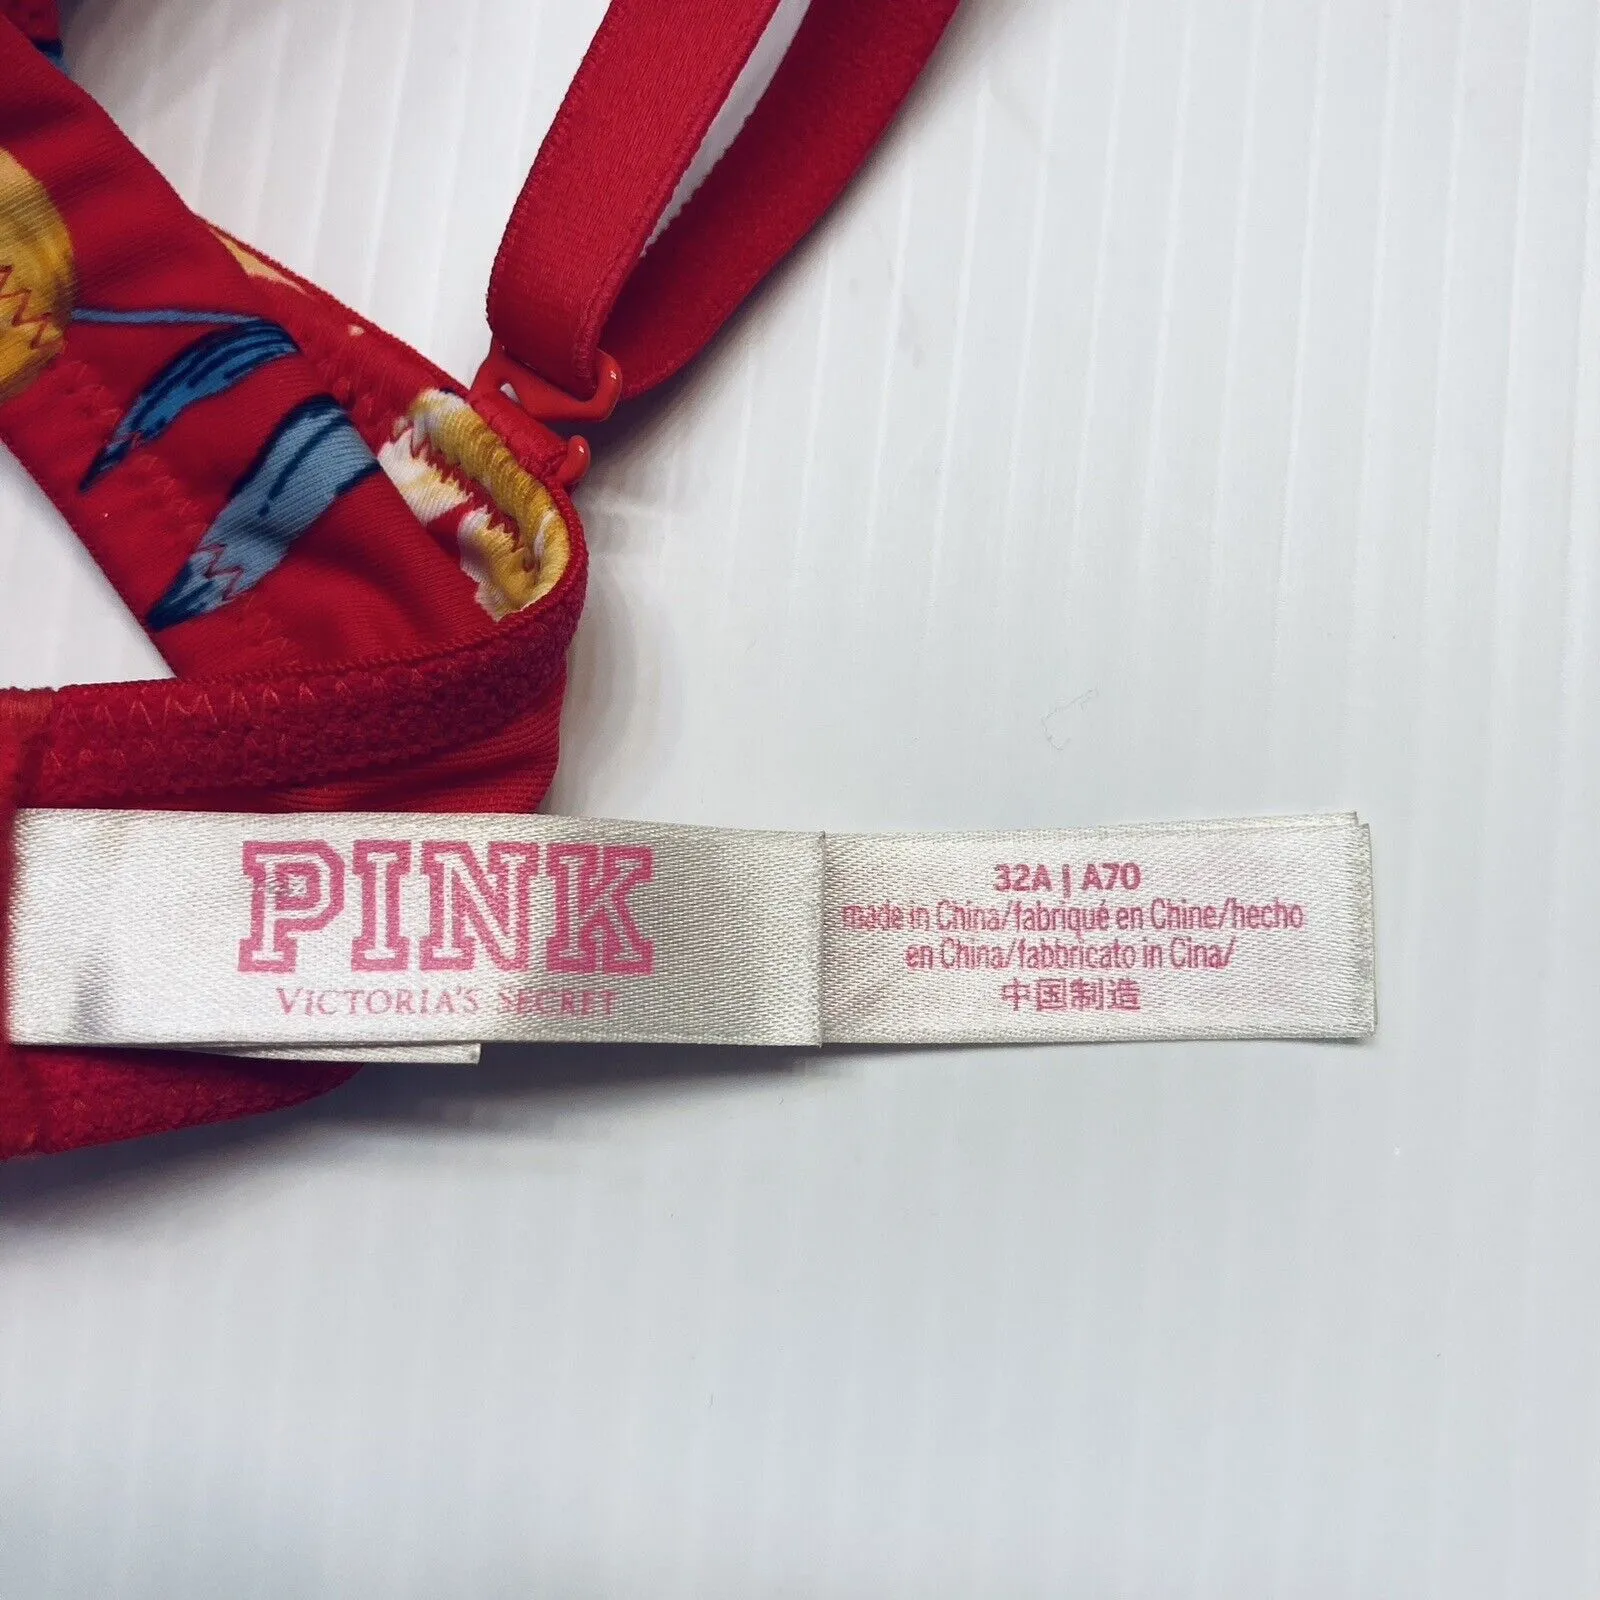 PINK
VICTORIA'S SECRET
32A | A70
made in China/fabriqué en Chine/hecho
en China/fabbricato in Cina/
中国制造